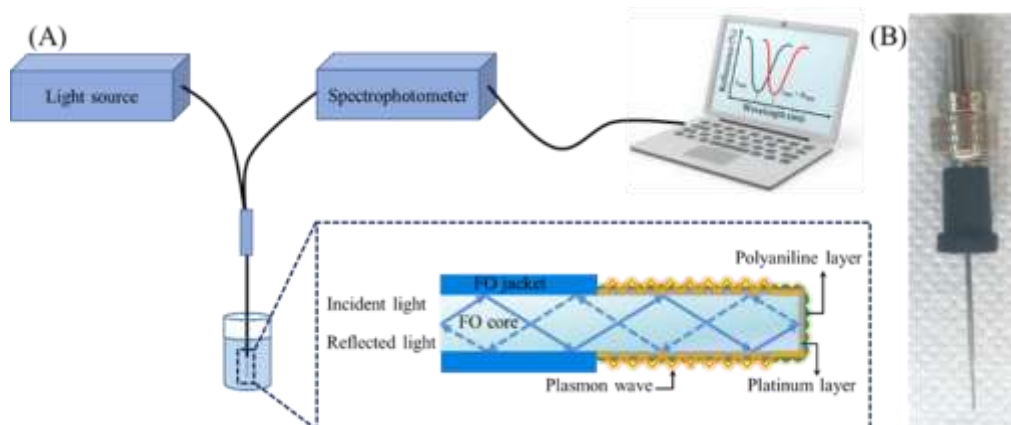 (A)
(B)
Light source
Spectrophotometer
Wavelength (nm)
Polyaniline layer
FO jacket
Incident light
FO core
Reflected light
Plasmon wave
Platinum layer